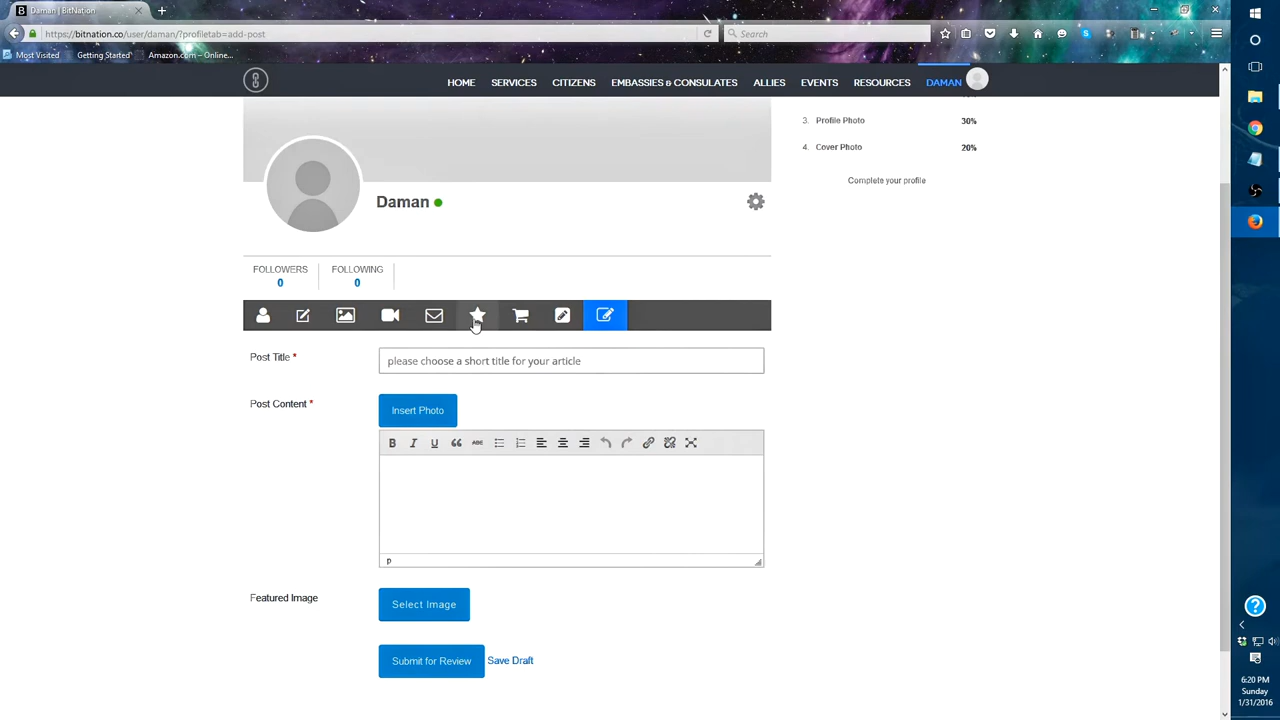 Daman | BitNation
https://bitnation.co/user/daman/?profiletab=add-post
Search
Most Visited Getting Started Amazon.com – Online...
HOME SERVICES CITIZENS EMBASSIES & CONSULATES ALLIES EVENTS RESOURCES DAMAN
3. Profile Photo 30%
4. Cover Photo 20%
Complete your profile
Daman
FOLLOWERS FOLLOWING
0 0
Post Title *
please choose a short title for your article
Post Content *
Insert Photo
B I U ABC
p
Featured Image
Select Image
Submit for Review Save Draft
6:20 PM
Sunday
1/31/2016